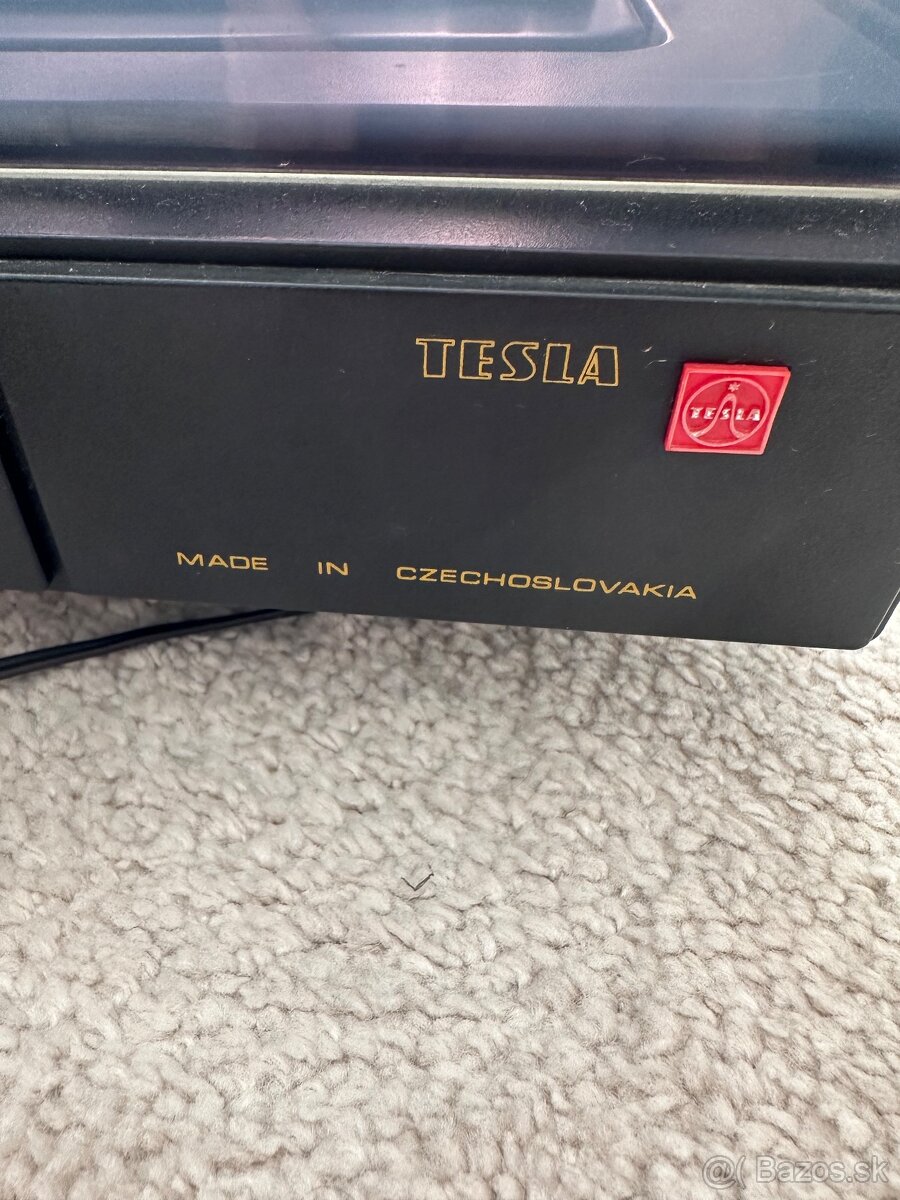 TESLA
TESLA
MADE IN CZECHOSLOVAKIA
@( Bazos.sk